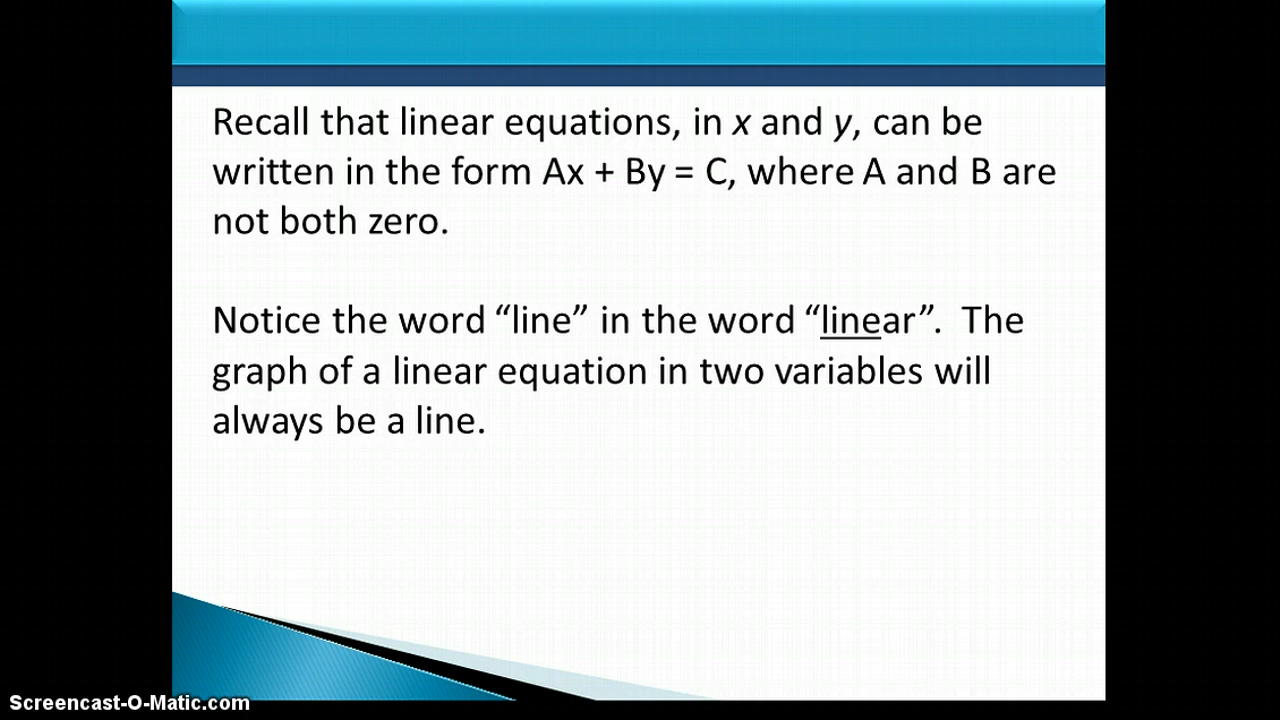 Recall that linear equations, in x and y, can be
written in the form Ax + By = C, where A and B are
not both zero.
Notice the word “line” in the word “linear”.  The
graph of a linear equation in two variables will
always be a line.
Screencast-O-Matic.com